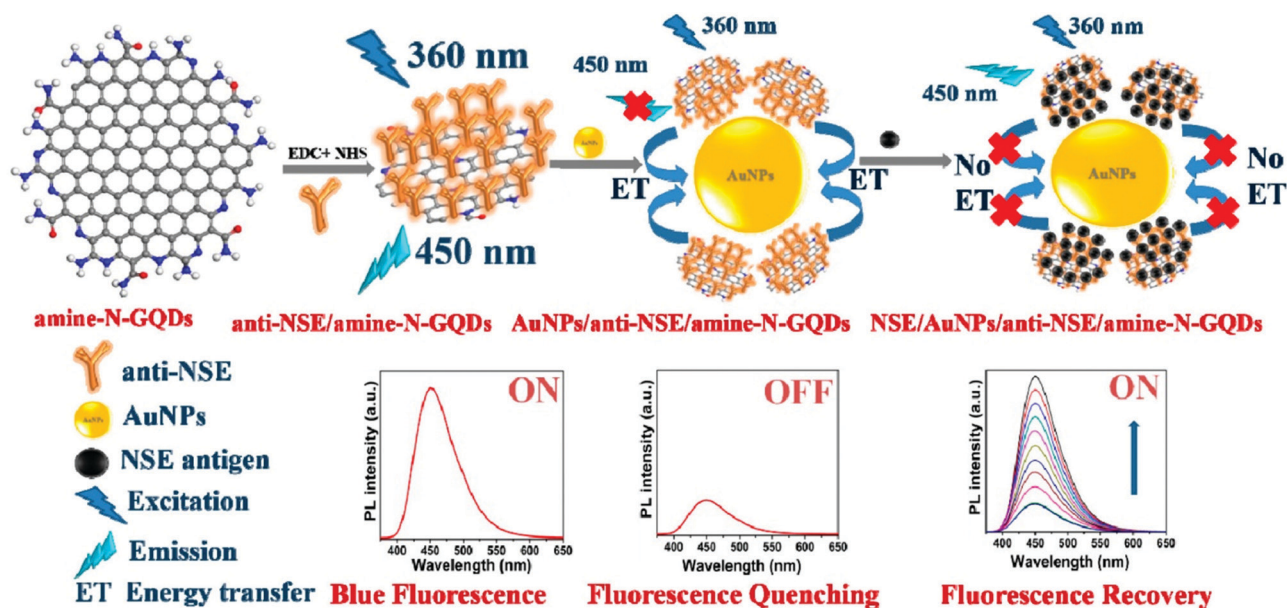 360 nm
450 nm
EDC+ NHS
AuNPs
360 nm
450 nm
ET
AuNPs
ET
360 nm
450 nm
No
ET
AuNPs
No
ET
amine-N-GQDs
anti-NSE/amine-N-GQDs
AuNPs/anti-NSE/amine-N-GQDs
NSE/AuNPs/anti-NSE/amine-N-GQDs
anti-NSE
AuNPs
AuNPs
NSE antigen
Excitation
Emission
ET Energy transfer
ON
PL intensity (a.u.)
400 450 500 550 600 650
Wavelength (nm)
Blue Fluorescence
OFF
PL intensity (a.u.)
400 450 500 550 600 650
Wavelength (nm)
Fluorescence Quenching
ON
PL intensity (a.u.)
400 450 500 550 600 650
Wavelength (nm)
Fluorescence Recovery